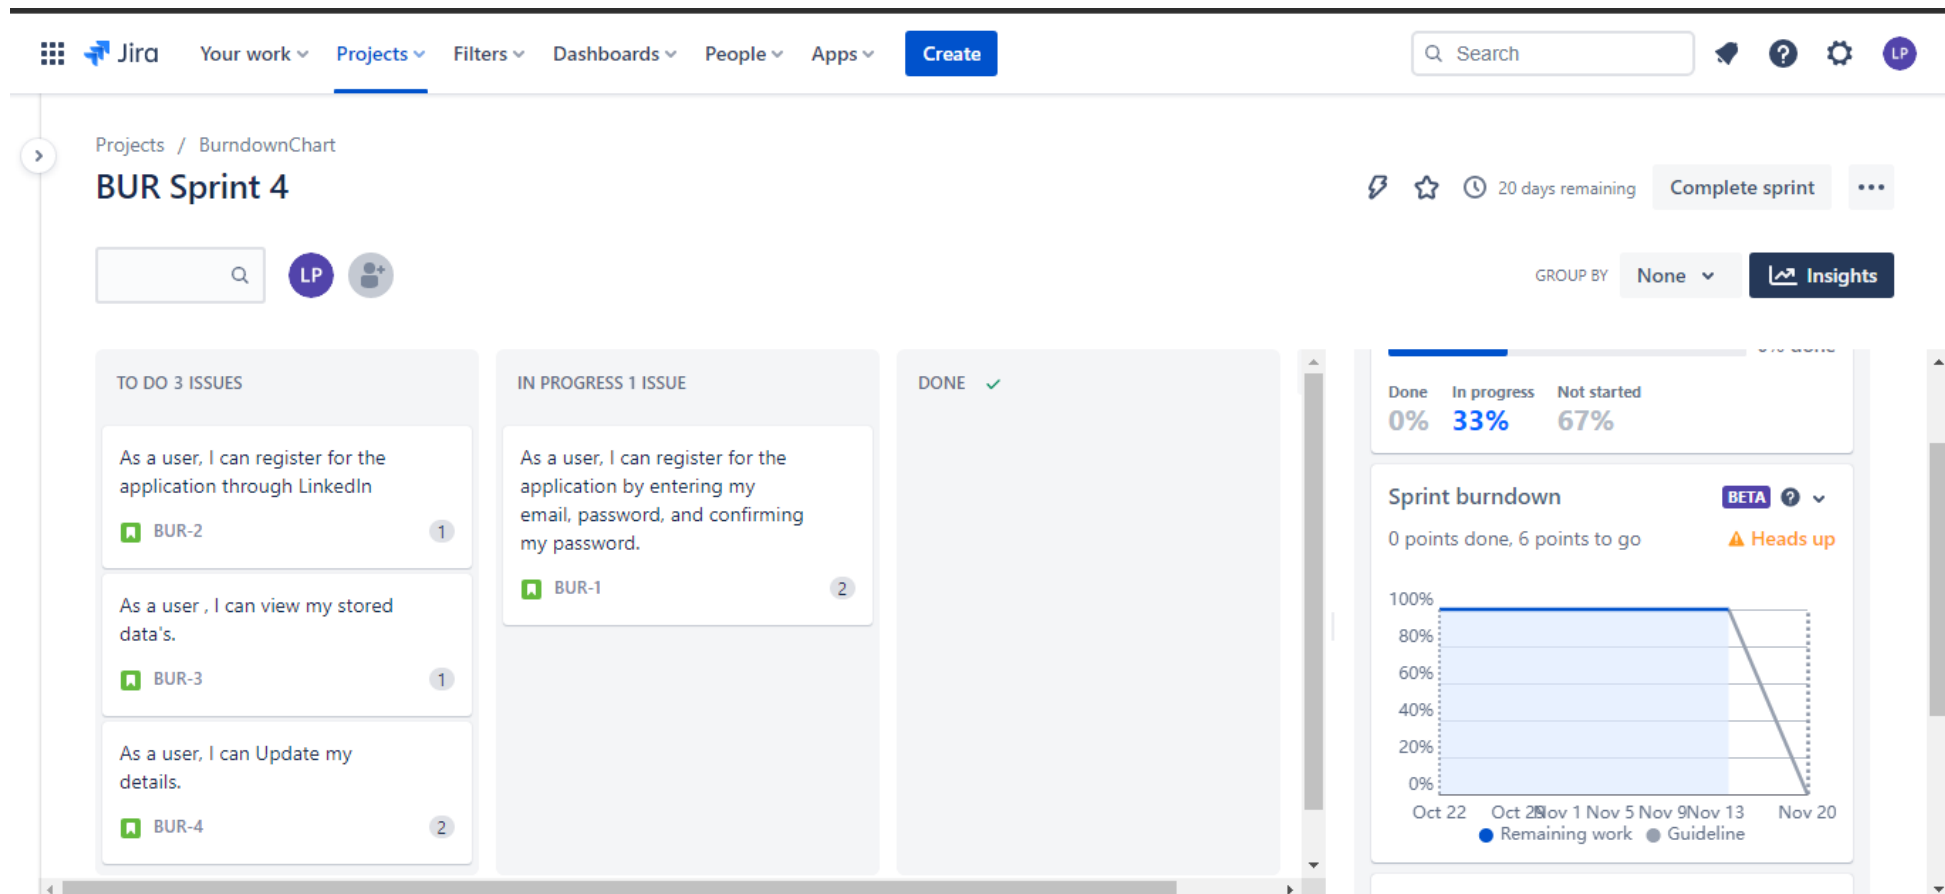 Jira Your work Projects Filters Dashboards People Apps Create Search LP
Projects / BurndownChart
BUR Sprint 4
20 days remaining Complete sprint
LP
GROUP BY None Insights
TO DO 3 ISSUES
As a user, I can register for the
application through LinkedIn
BUR-2 1
As a user , I can view my stored
data's.
BUR-3 1
As a user, I can Update my
details.
BUR-4 2
IN PROGRESS 1 ISSUE
As a user, I can register for the
application by entering my
email, password, and confirming
my password.
BUR-1 2
DONE
0% done
Done In progress Not started
0% 33% 67%
Sprint burndown BETA
0 points done, 6 points to go Heads up
100%
80%
60%
40%
20%
0%
Oct 22 Oct 29 Nov 1 Nov 5 Nov 9 Nov 13 Nov 20
Remaining work Guideline